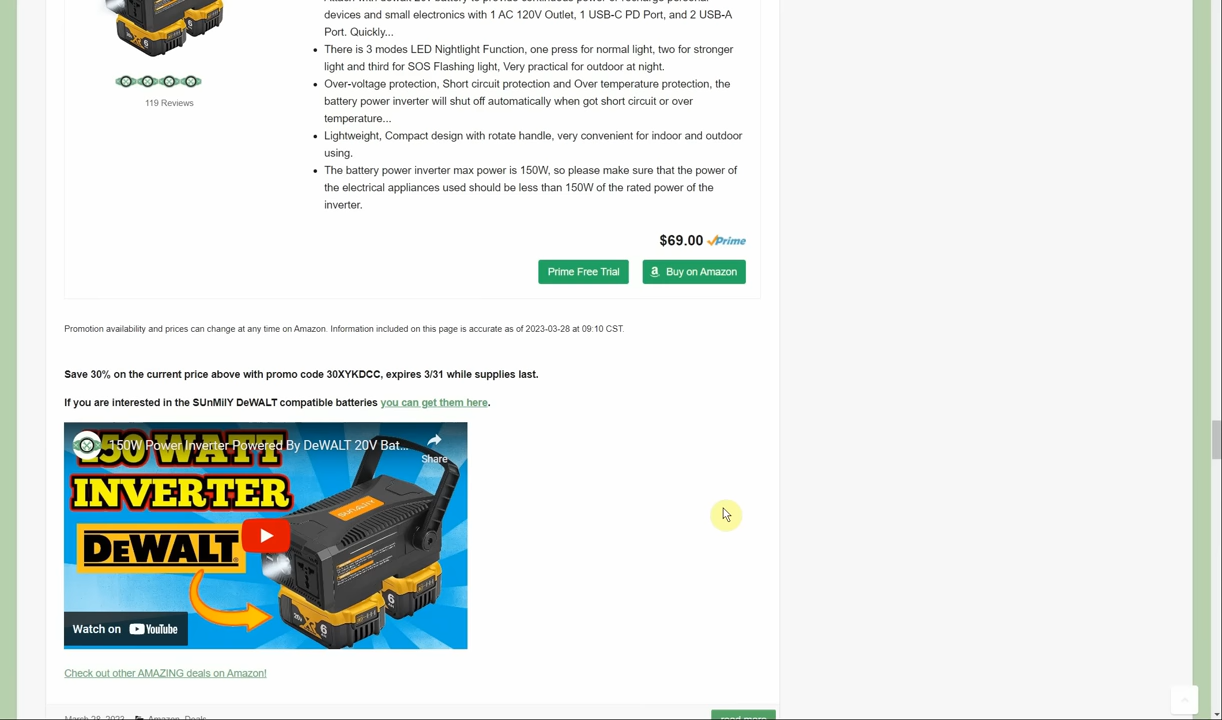 devices and small electronics with 1 AC 120V Outlet, 1 USB-C PD Port, and 2 USB-A
Port. Quickly...
There is 3 modes LED Nightlight Function, one press for normal light, two for stronger
light and third for SOS Flashing light, Very practical for outdoor at night.
119 Reviews
Over-voltage protection, Short circuit protection and Over temperature protection, the
battery power inverter will shut off automatically when got short circuit or over
temperature...
Lightweight, Compact design with rotate handle, very convenient for indoor and outdoor
using.
The battery power inverter max power is 150W, so please make sure that the power of
the electrical appliances used should be less than 150W of the rated power of the
inverter.
$69.00 Prime
Prime Free Trial
Buy on Amazon
Promotion availability and prices can change at any time on Amazon. Information included on this page is accurate as of 2023-03-28 at 09:10 CST.
Save 30% on the current price above with promo code 30XYKDCC, expires 3/31 while supplies last.
If you are interested in the SUnMilY DeWALT compatible batteries you can get them here.
150W Power Inverter Powered By DeWALT 20V Bat...
Share
150 WATT
INVERTER
DEWALT
Watch on YouTube
Check out other AMAZING deals on Amazon!
March 28, 2023 Amazon, Deals
read more